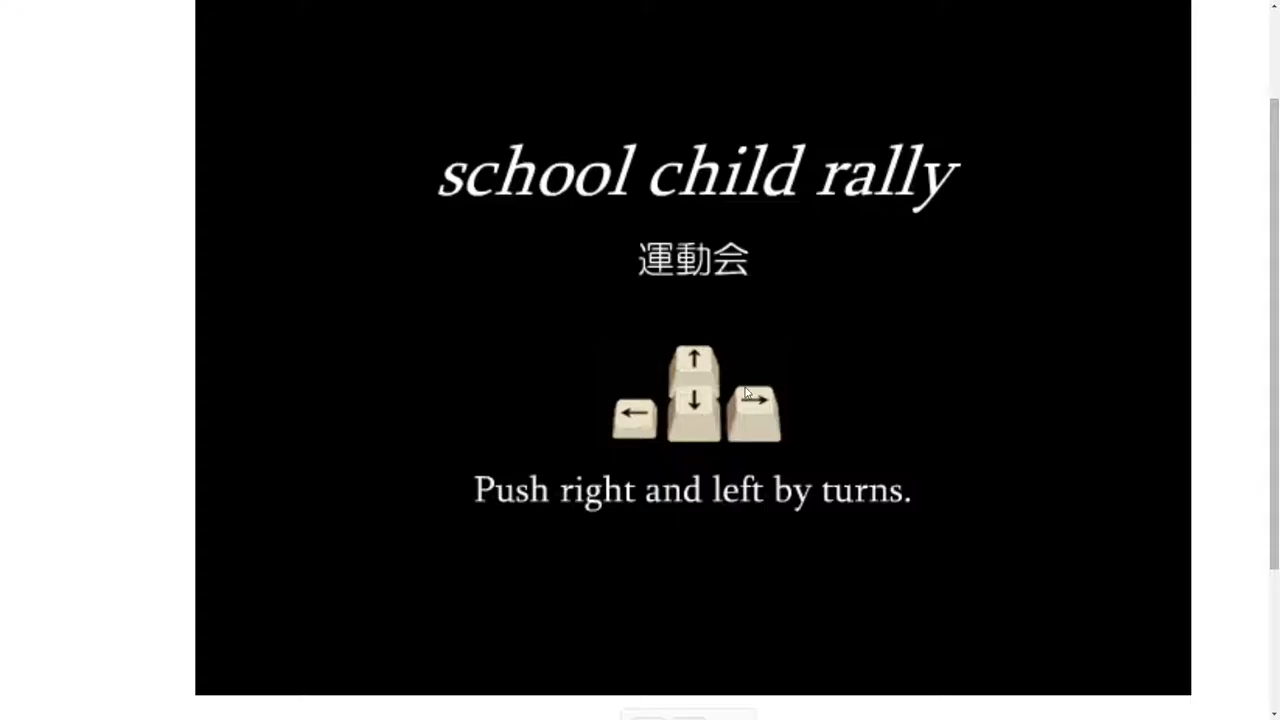 school child rally
運動会
↑
← ↓ →
Push right and left by turns.